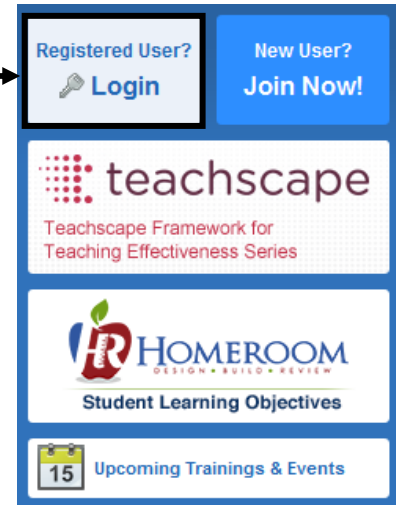 Registered User?
Login
New User?
Join Now!
teachscape
Teachscape Framework for
Teaching Effectiveness Series
HR HOMEROOM
DESIGN • BUILD • REVIEW
Student Learning Objectives
15 Upcoming Trainings & Events